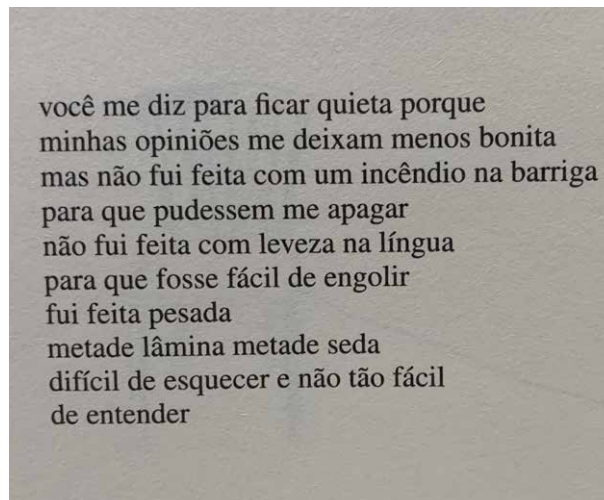 você me diz para ficar quieta porque
minhas opiniões me deixam menos bonita
mas não fui feita com um incêndio na barriga
para que pudessem me apagar
não fui feita com leveza na língua
para que fosse fácil de engolir
fui feita pesada
metade lâmina metade seda
difícil de esquecer e não tão fácil
de entender